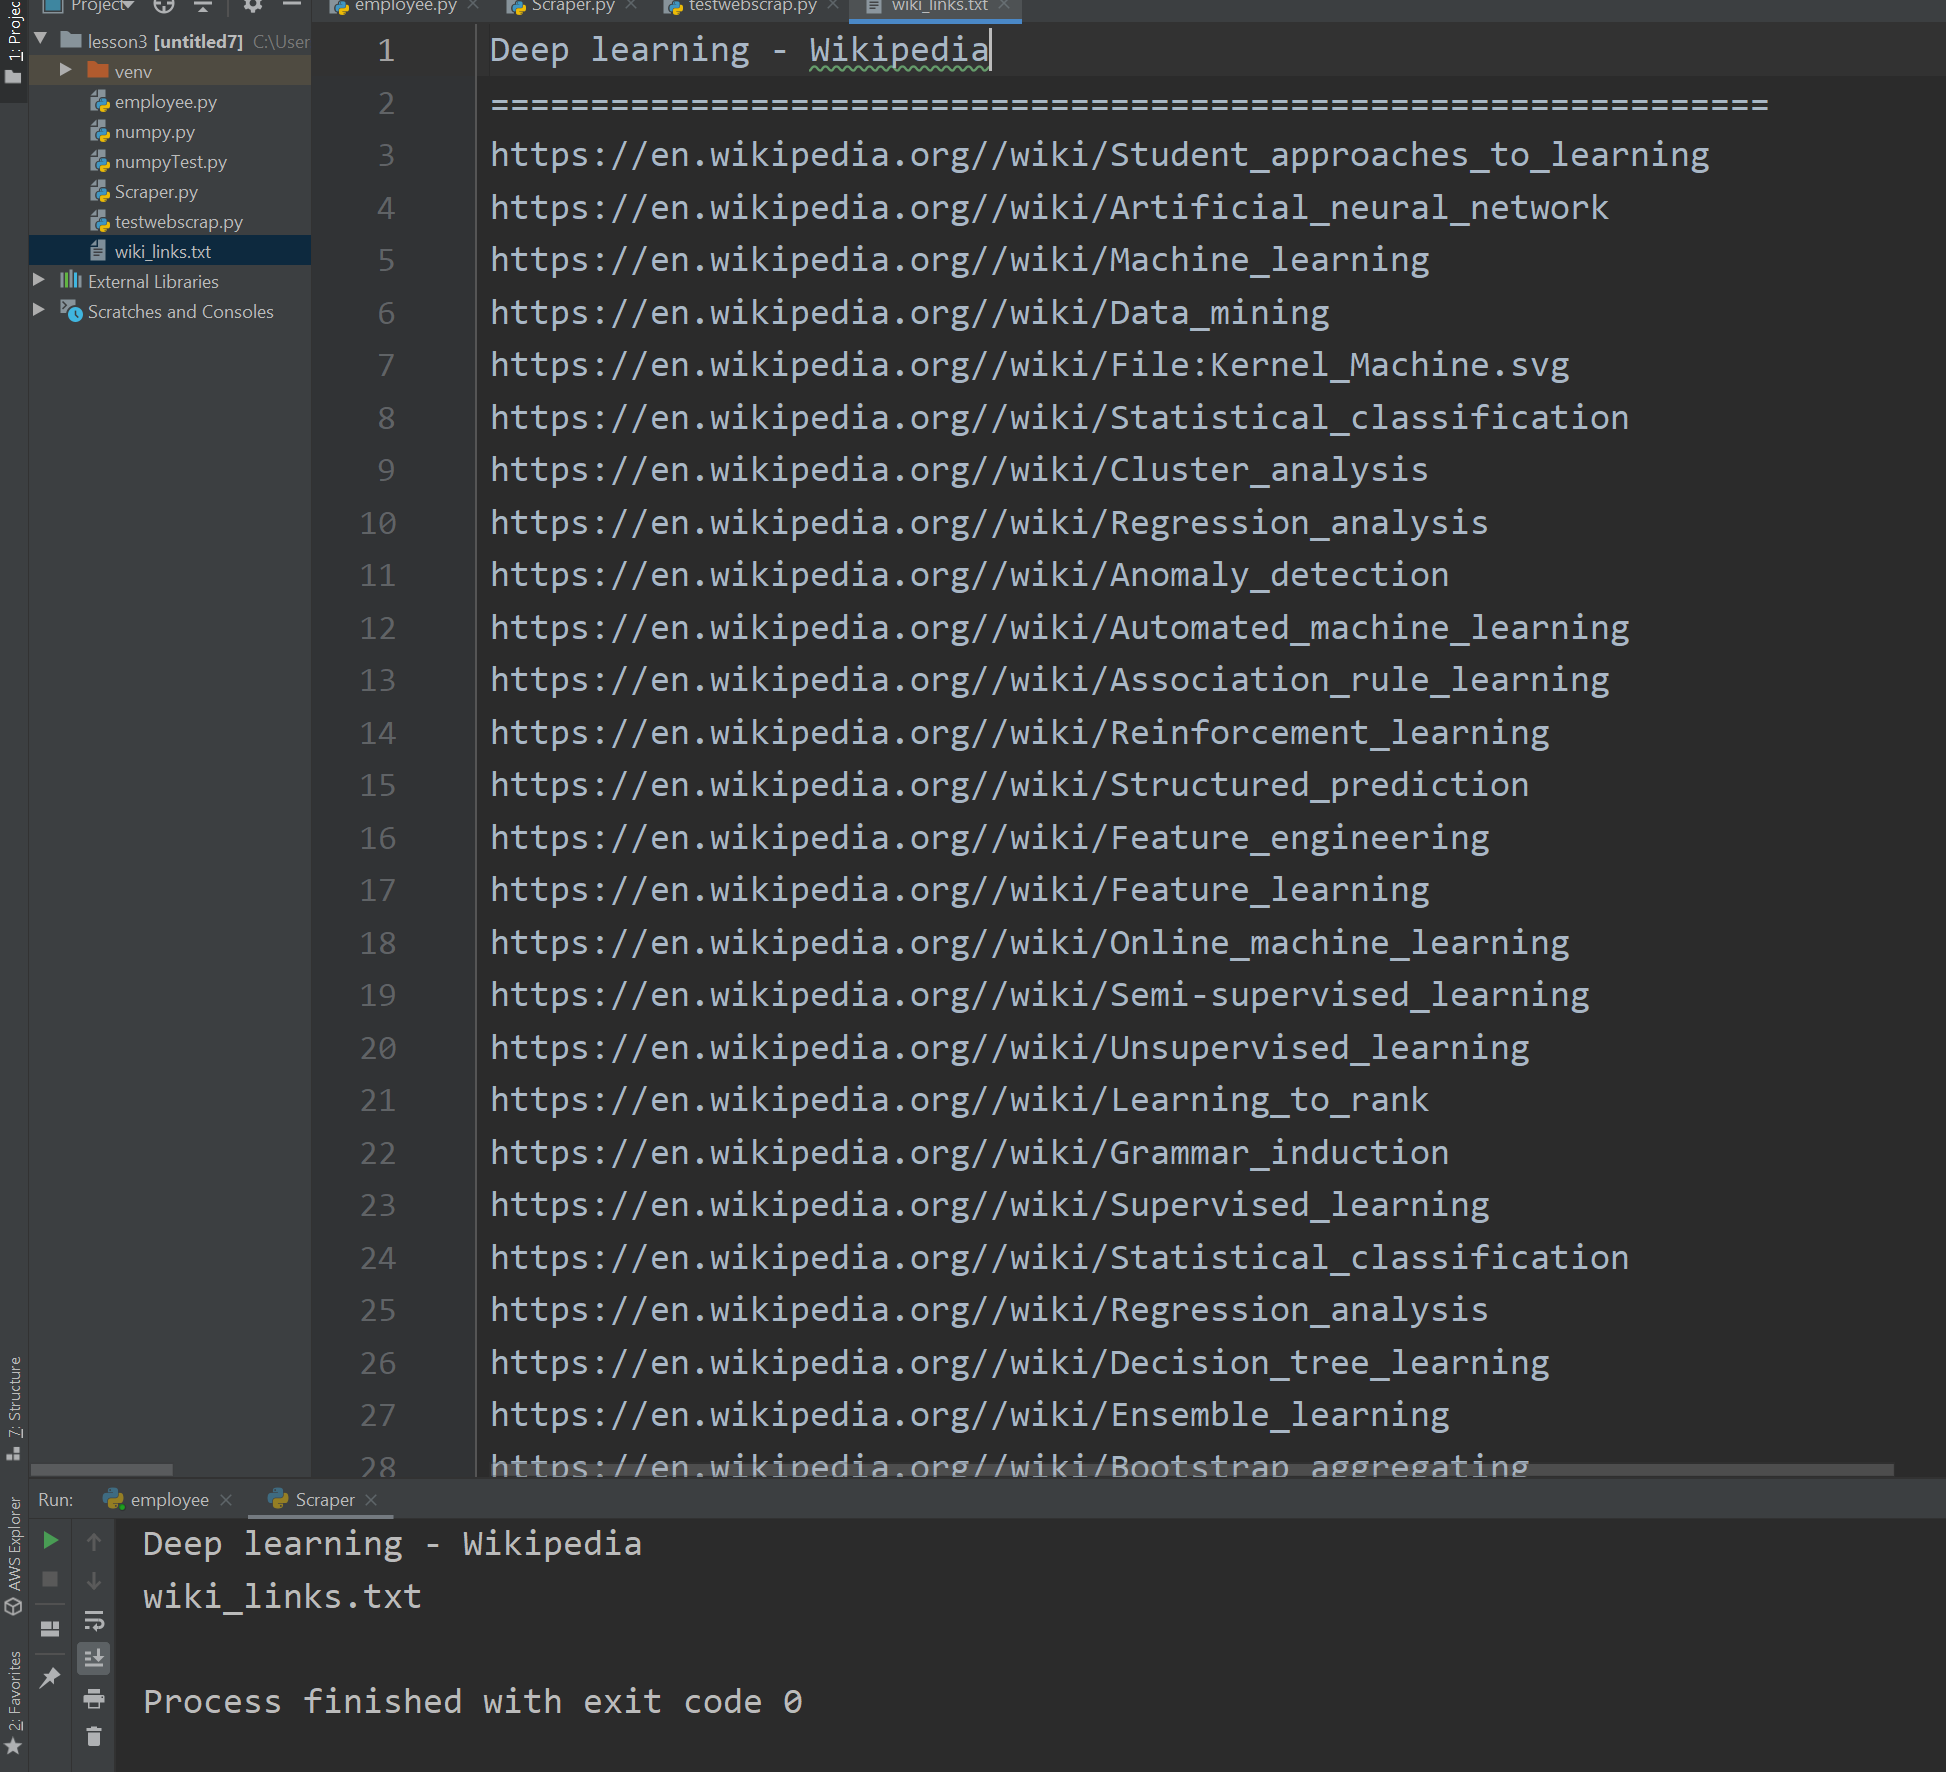 1: Projec
Project
employee.py
Scraper.py
testwebscrap.py
wiki_links.txt
lesson3 [untitled7] C:\User
venv
employee.py
numpy.py
numpyTest.py
Scraper.py
testwebscrap.py
wiki_links.txt
External Libraries
Scratches and Consoles
1 Deep learning - Wikipedia
2 ================================================================
3 https://en.wikipedia.org//wiki/Student_approaches_to_learning
4 https://en.wikipedia.org//wiki/Artificial_neural_network
5 https://en.wikipedia.org//wiki/Machine_learning
6 https://en.wikipedia.org//wiki/Data_mining
7 https://en.wikipedia.org//wiki/File:Kernel_Machine.svg
8 https://en.wikipedia.org//wiki/Statistical_classification
9 https://en.wikipedia.org//wiki/Cluster_analysis
10 https://en.wikipedia.org//wiki/Regression_analysis
11 https://en.wikipedia.org//wiki/Anomaly_detection
12 https://en.wikipedia.org//wiki/Automated_machine_learning
13 https://en.wikipedia.org//wiki/Association_rule_learning
14 https://en.wikipedia.org//wiki/Reinforcement_learning
15 https://en.wikipedia.org//wiki/Structured_prediction
16 https://en.wikipedia.org//wiki/Feature_engineering
17 https://en.wikipedia.org//wiki/Feature_learning
18 https://en.wikipedia.org//wiki/Online_machine_learning
19 https://en.wikipedia.org//wiki/Semi-supervised_learning
20 https://en.wikipedia.org//wiki/Unsupervised_learning
21 https://en.wikipedia.org//wiki/Learning_to_rank
22 https://en.wikipedia.org//wiki/Grammar_induction
23 https://en.wikipedia.org//wiki/Supervised_learning
24 https://en.wikipedia.org//wiki/Statistical_classification
25 https://en.wikipedia.org//wiki/Regression_analysis
26 https://en.wikipedia.org//wiki/Decision_tree_learning
27 https://en.wikipedia.org//wiki/Ensemble_learning
28 https://en.wikipedia.org//wiki/Bootstrap_aggregating
7: Structure
AWS Explorer
2: Favorites
Run: employee Scraper
Deep learning - Wikipedia
wiki_links.txt
Process finished with exit code 0